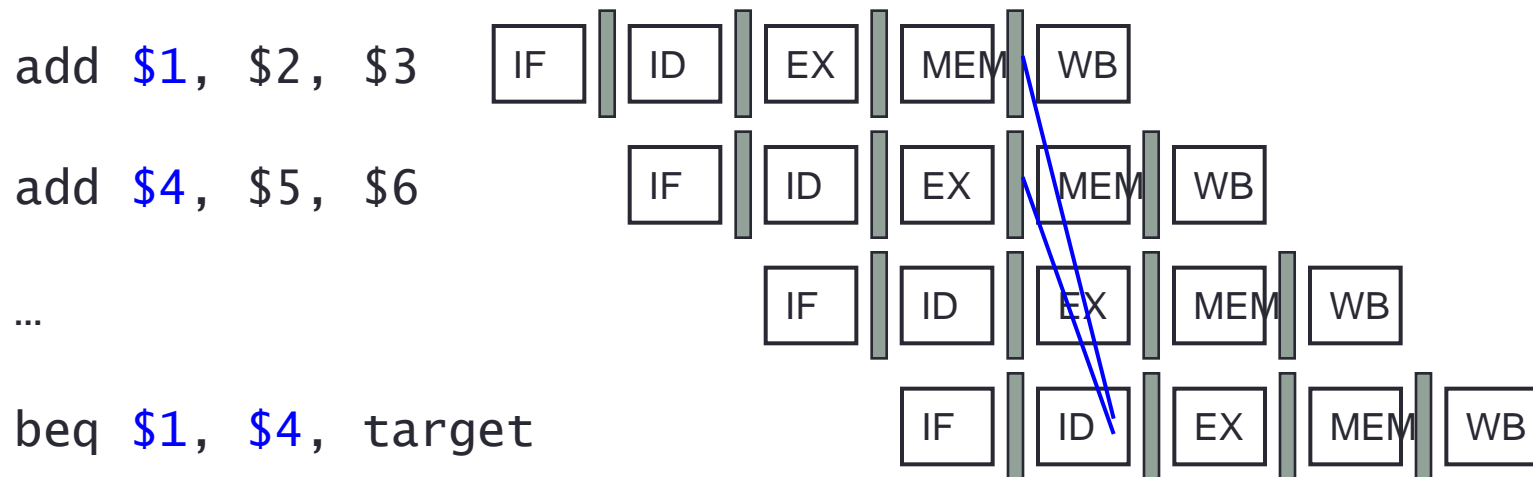 add $1, $2, $3 IF ID EX MEM WB
add $4, $5, $6 IF ID EX MEM WB
… IF ID EX MEM WB
beq $1, $4, target IF ID EX MEM WB